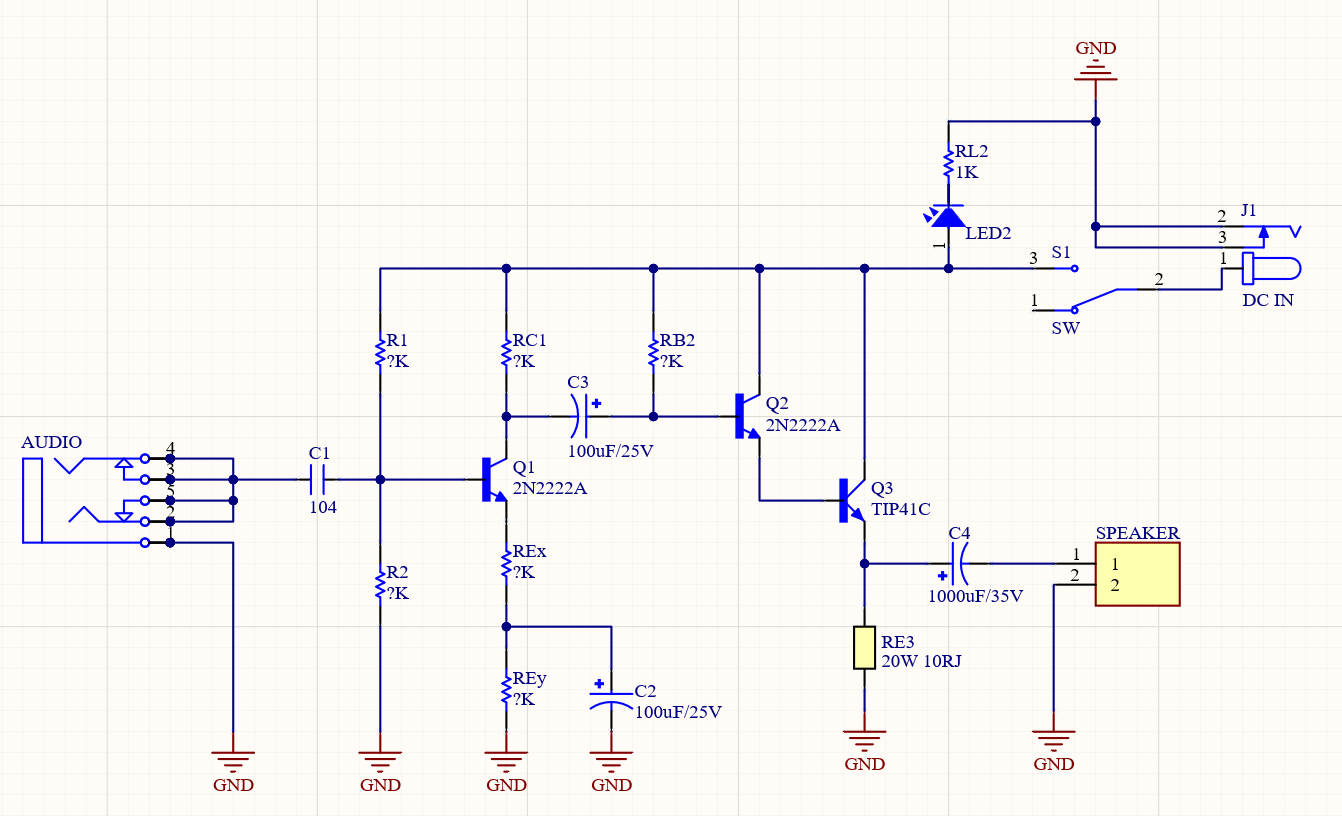 GND
RL2
1K
LED2
1
2
J1
3
1
DC IN
3
S1
2
1
SW
R1
?K
RC1
?K
RB2
?K
C3
100uF/25V
Q2
2N2222A
AUDIO
4
3
5
2
1
C1
104
Q1
2N2222A
Q3
TIP41C
C4
1000uF/35V
SPEAKER
1
1
2
2
REx
?K
R2
?K
RE3
20W 10RJ
REy
?K
C2
100uF/25V
GND
GND
GND
GND
GND
GND